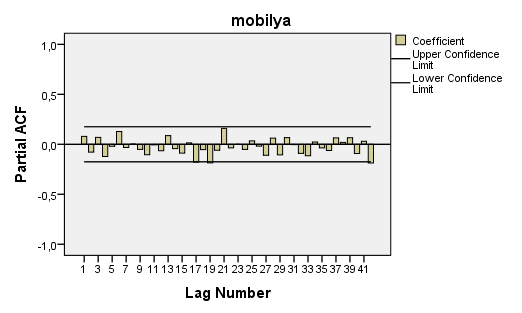 mobilya
1,0
0,5
0,0
-0,5
-1,0
Partial ACF
1 3 5 7 9 11 13 15 17 19 21 23 25 27 29 31 33 35 37 39 41
Lag Number
Coefficient
Upper Confidence
Limit
Lower Confidence
Limit